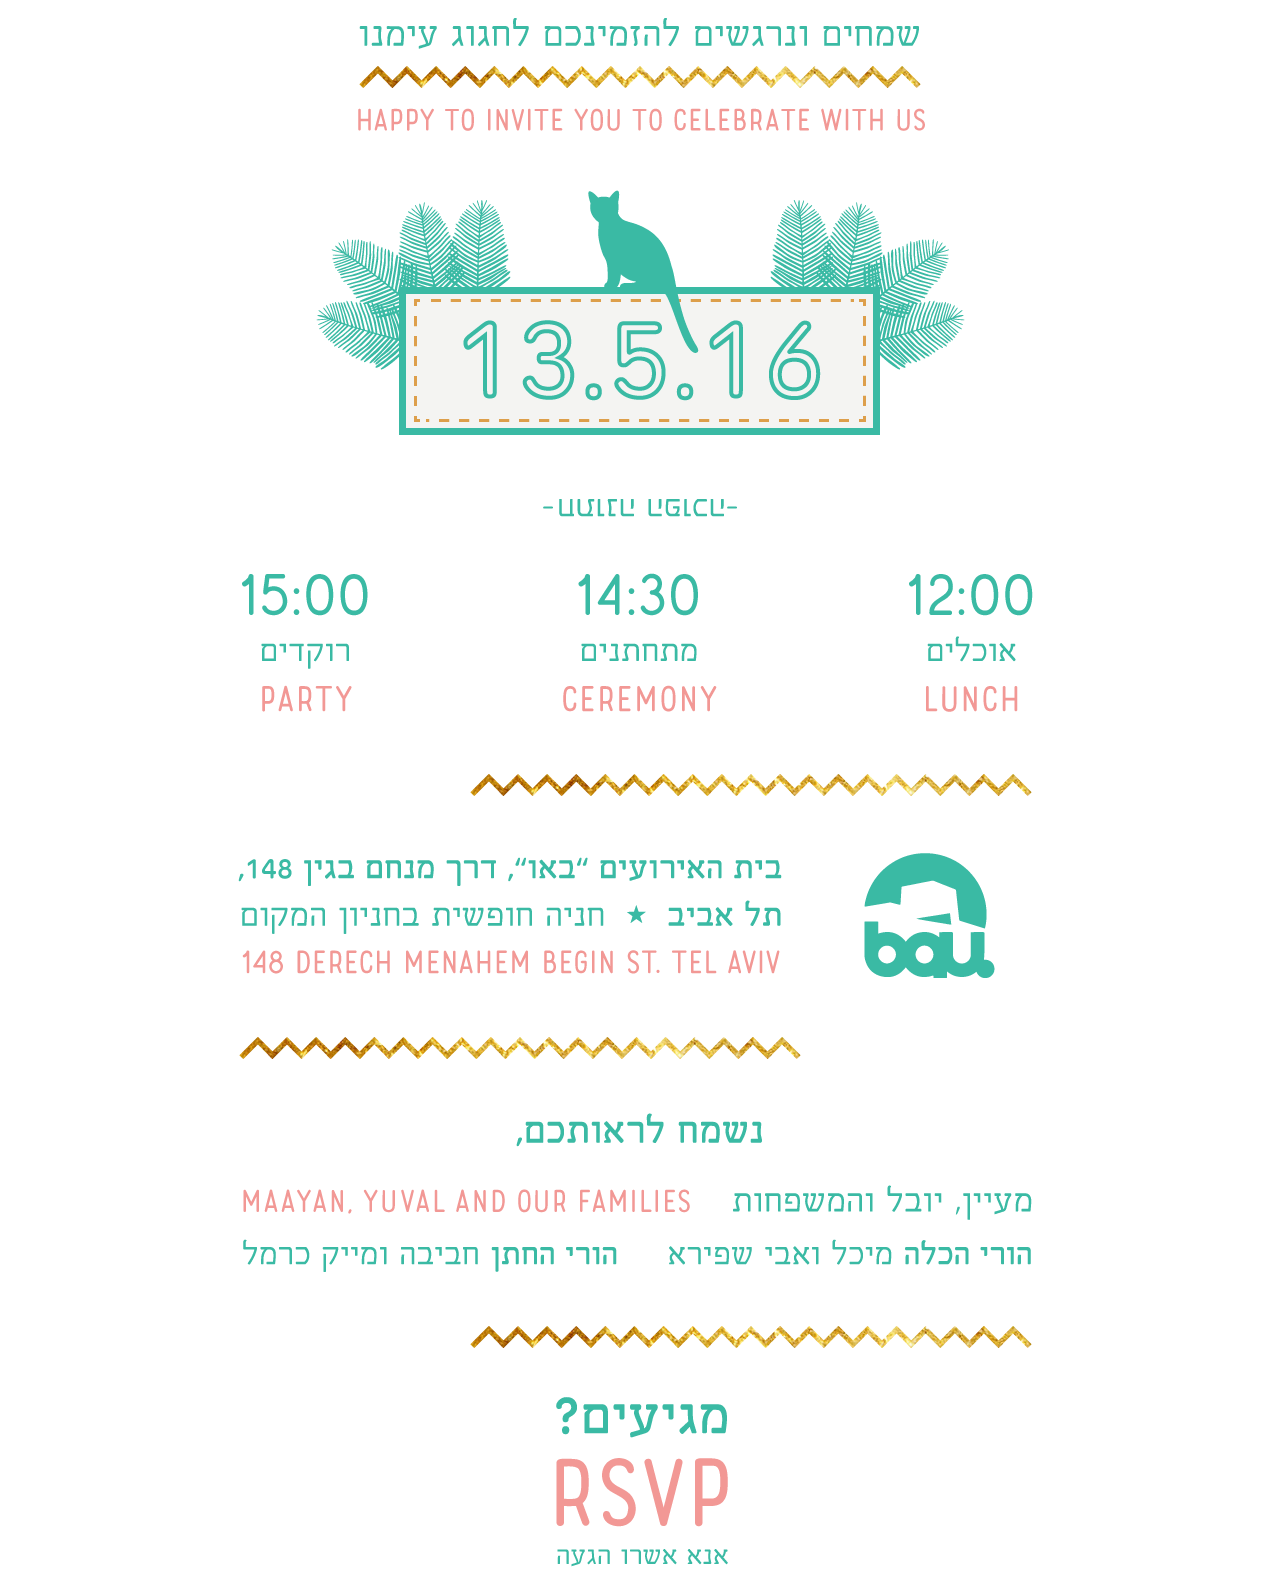 שמחים ונרגשים להזמינכם לחגוג עימנו
HAPPY TO INVITE YOU TO CELEBRATE WITH US
13.5.16
-חתונה הפוכה-
12:00 14:30 15:00
אוכלים מתחתנים רוקדים
LUNCH CEREMONY PARTY
בית האירועים “באו“, דרך מנחם בגין 148,
תל אביב ★ חניה חופשית בחניון המקום
148 DERECH MENAHEM BEGIN ST. TEL AVIV
bau.
נשמח לראותכם,
מעיין, יובל והמשפחות
MAAYAN, YUVAL AND OUR FAMILIES
הורי הכלה מיכל ואבי שפירא הורי החתן חביבה ומייק כרמל
מגיעים?
RSVP
אנא אשרו הגעה